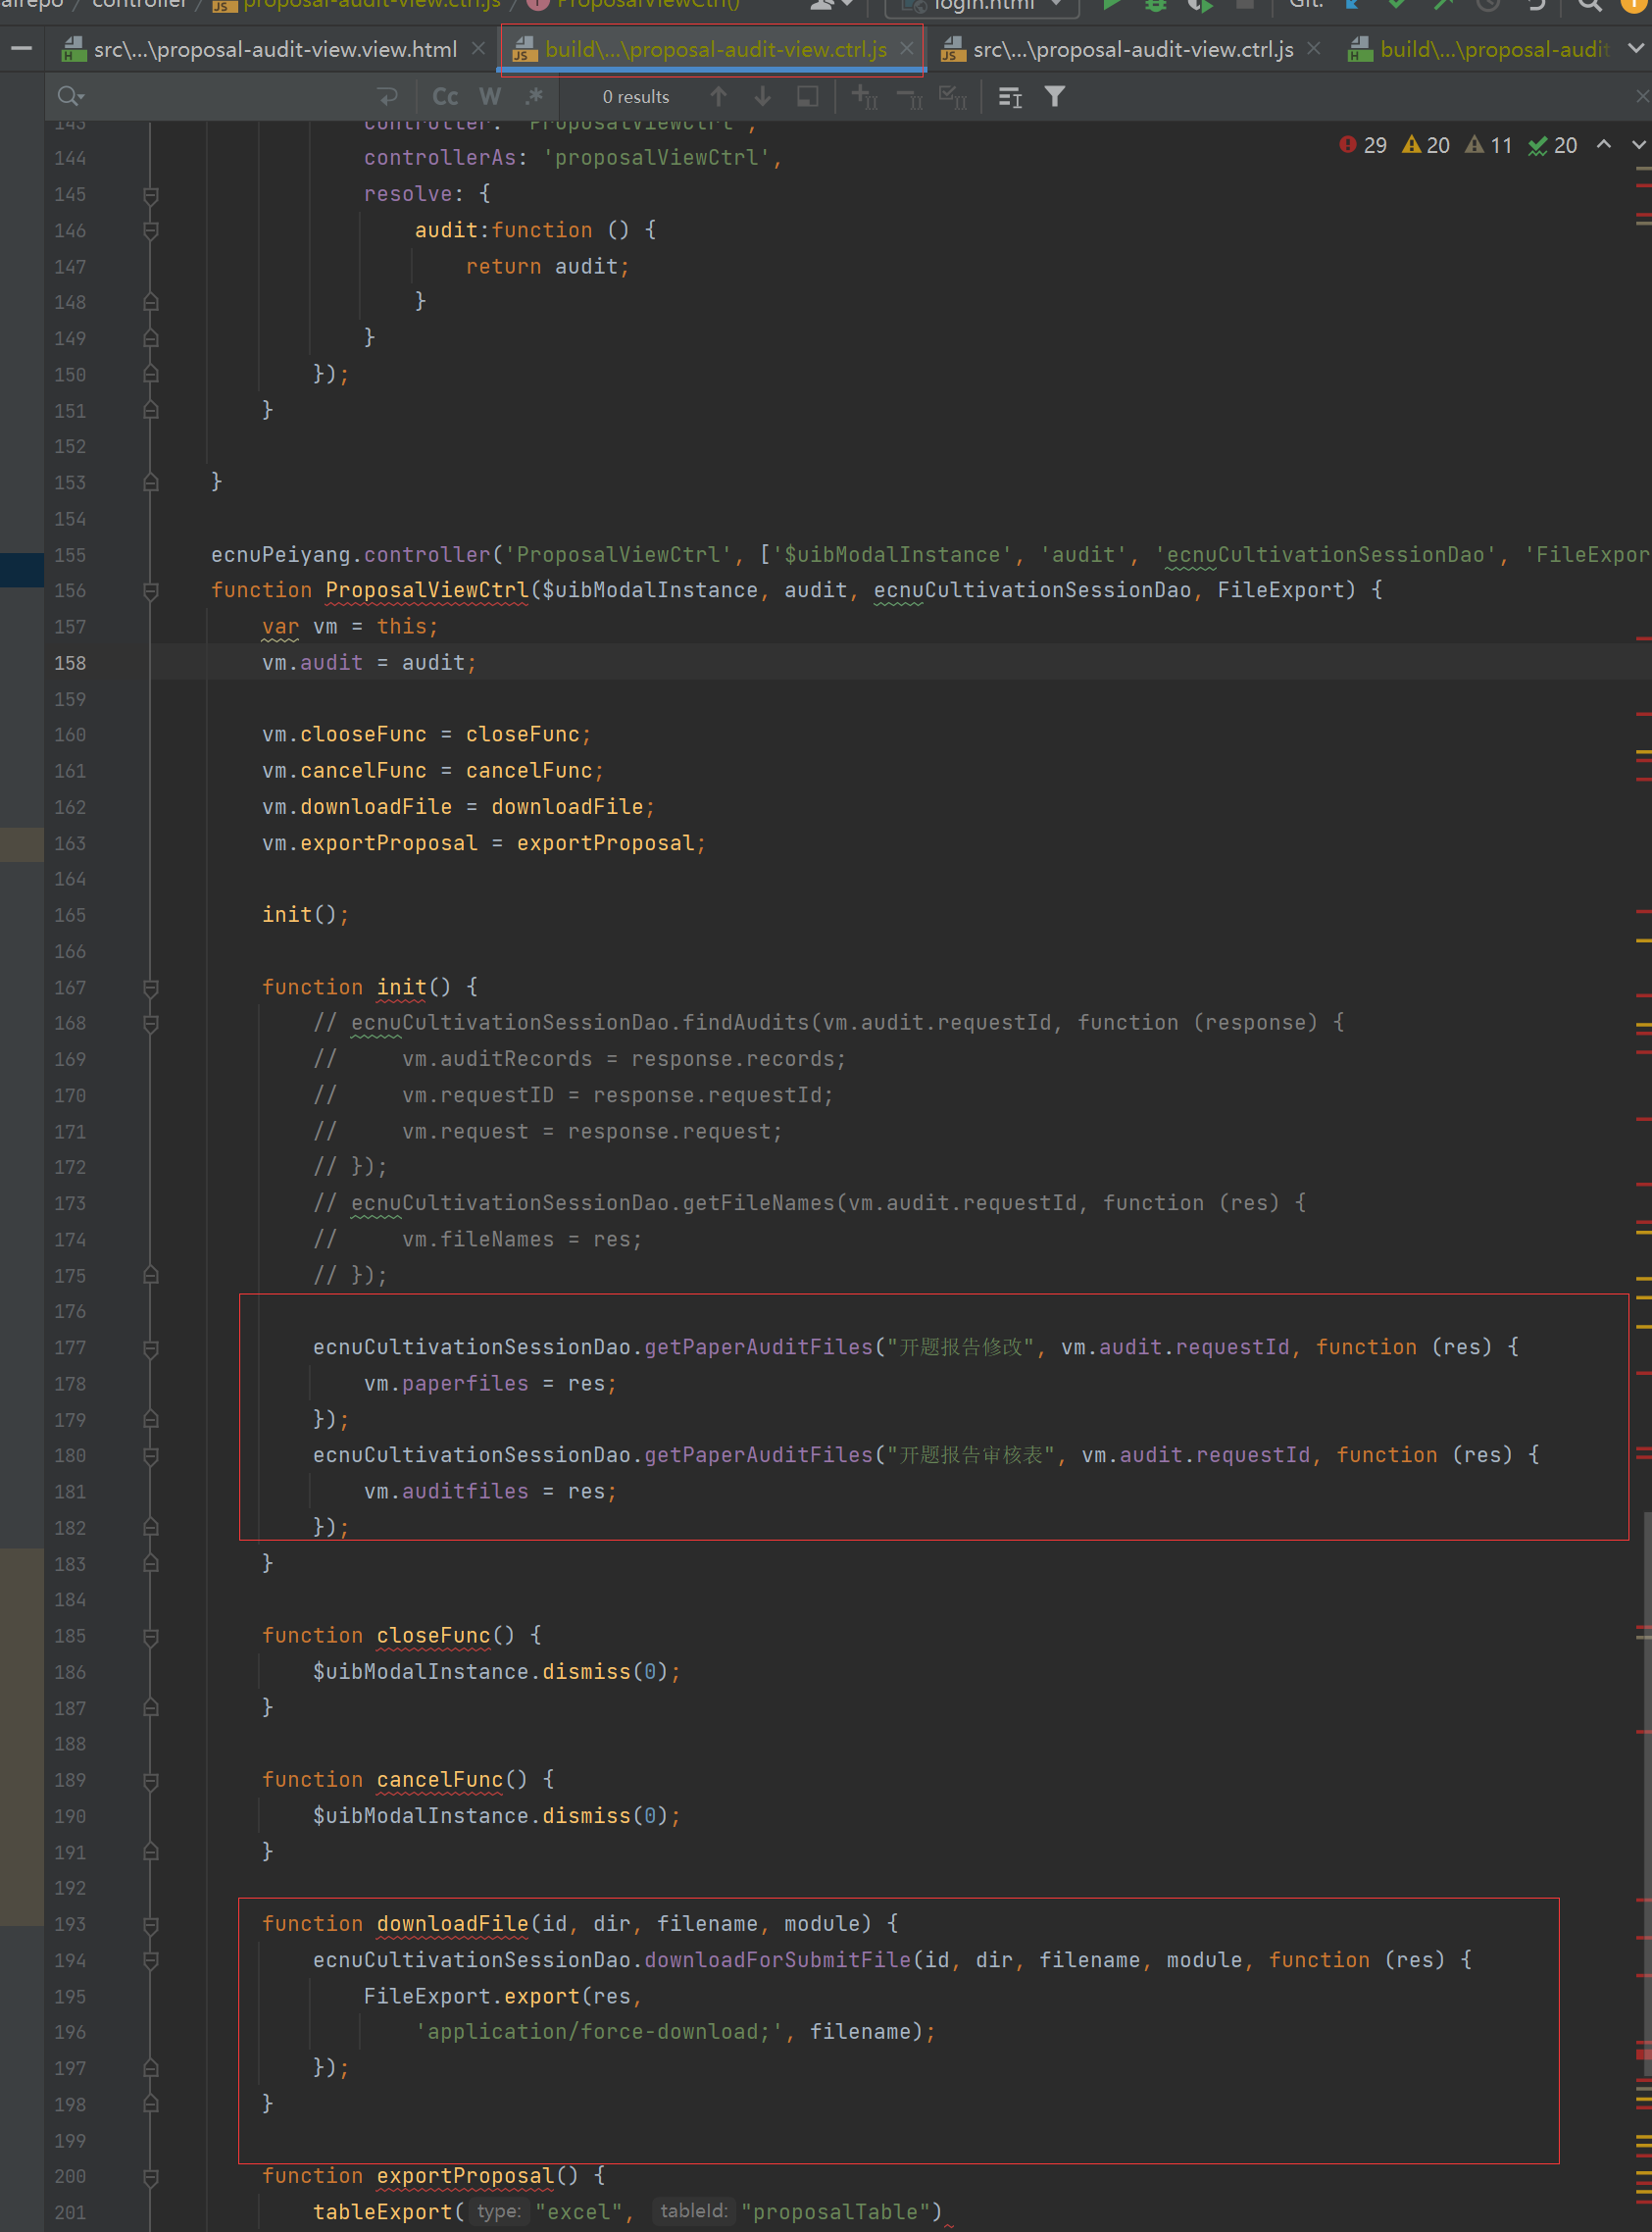 controller
proposal-audit-view.ctrl.js
ProposalViewCtrl()
login.html
Git:
src\...\proposal-audit-view.view.html
build\...\proposal-audit-view.ctrl.js
src\...\proposal-audit-view.ctrl.js
build\...\proposal-audit
Cc W .* 0 results
29 20 11 20
143 controller: 'ProposalViewCtrl',
144 controllerAs: 'proposalViewCtrl',
145 resolve: {
146 audit:function () {
147 return audit;
148 }
149 }
150 });
151 }
152
153 }
154
155 ecnuPeiyang.controller('ProposalViewCtrl', ['$uibModalInstance', 'audit', 'ecnuCultivationSessionDao', 'FileExpor
156 function ProposalViewCtrl($uibModalInstance, audit, ecnuCultivationSessionDao, FileExport) {
157 var vm = this;
158 vm.audit = audit;
159
160 vm.clooseFunc = closeFunc;
161 vm.cancelFunc = cancelFunc;
162 vm.downloadFile = downloadFile;
163 vm.exportProposal = exportProposal;
164
165 init();
166
167 function init() {
168 // ecnuCultivationSessionDao.findAudits(vm.audit.requestId, function (response) {
169 // vm.auditRecords = response.records;
170 // vm.requestID = response.requestId;
171 // vm.request = response.request;
172 // });
173 // ecnuCultivationSessionDao.getFileNames(vm.audit.requestId, function (res) {
174 // vm.fileNames = res;
175 // });
176
177 ecnuCultivationSessionDao.getPaperAuditFiles("开题报告修改", vm.audit.requestId, function (res) {
178 vm.paperfiles = res;
179 });
180 ecnuCultivationSessionDao.getPaperAuditFiles("开题报告审核表", vm.audit.requestId, function (res) {
181 vm.auditfiles = res;
182 });
183 }
184
185 function closeFunc() {
186 $uibModalInstance.dismiss(0);
187 }
188
189 function cancelFunc() {
190 $uibModalInstance.dismiss(0);
191 }
192
193 function downloadFile(id, dir, filename, module) {
194 ecnuCultivationSessionDao.downloadForSubmitFile(id, dir, filename, module, function (res) {
195 FileExport.export(res,
196 'application/force-download;', filename);
197 });
198 }
199
200 function exportProposal() {
201 tableExport( type: "excel", tableId: "proposalTable")